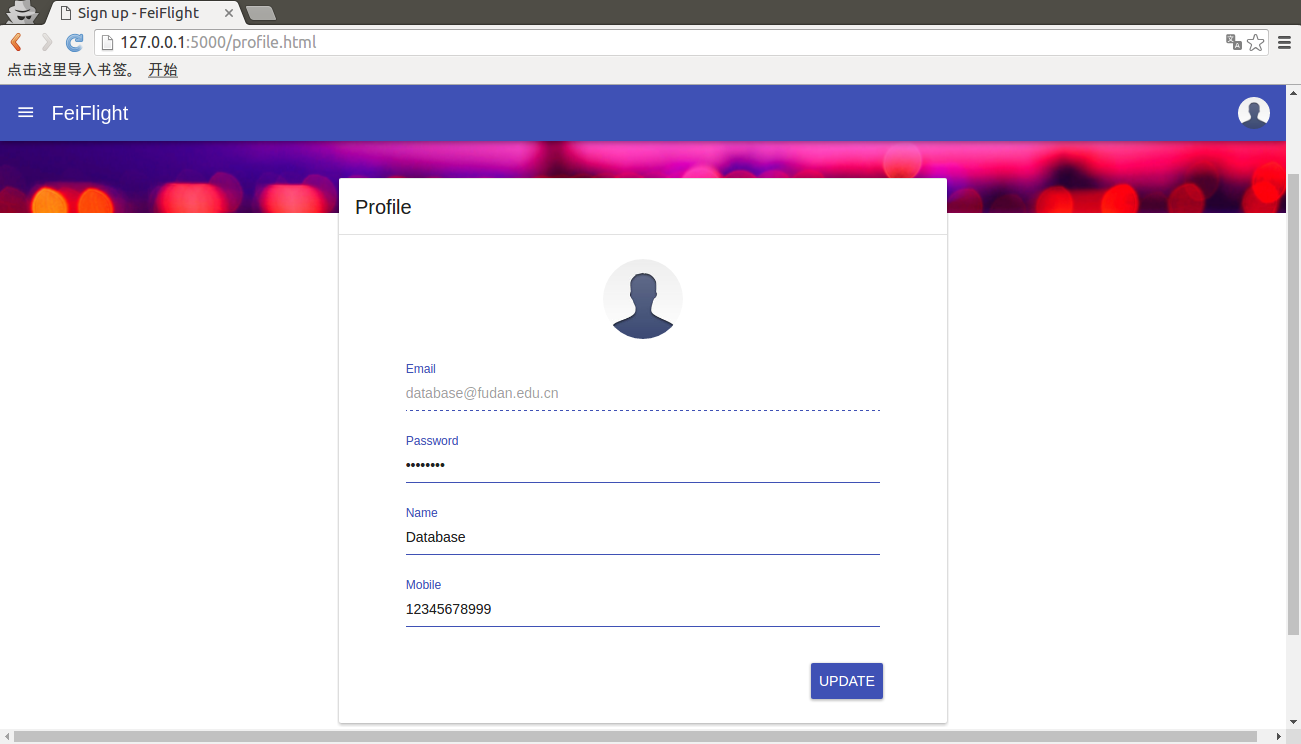 Sign up - FeiFlight
127.0.0.1:5000/profile.html
点击这里导入书签。 开始
FeiFlight
Profile
Email
database@fudan.edu.cn
Password
••••••••
Name
Database
Mobile
12345678999
UPDATE